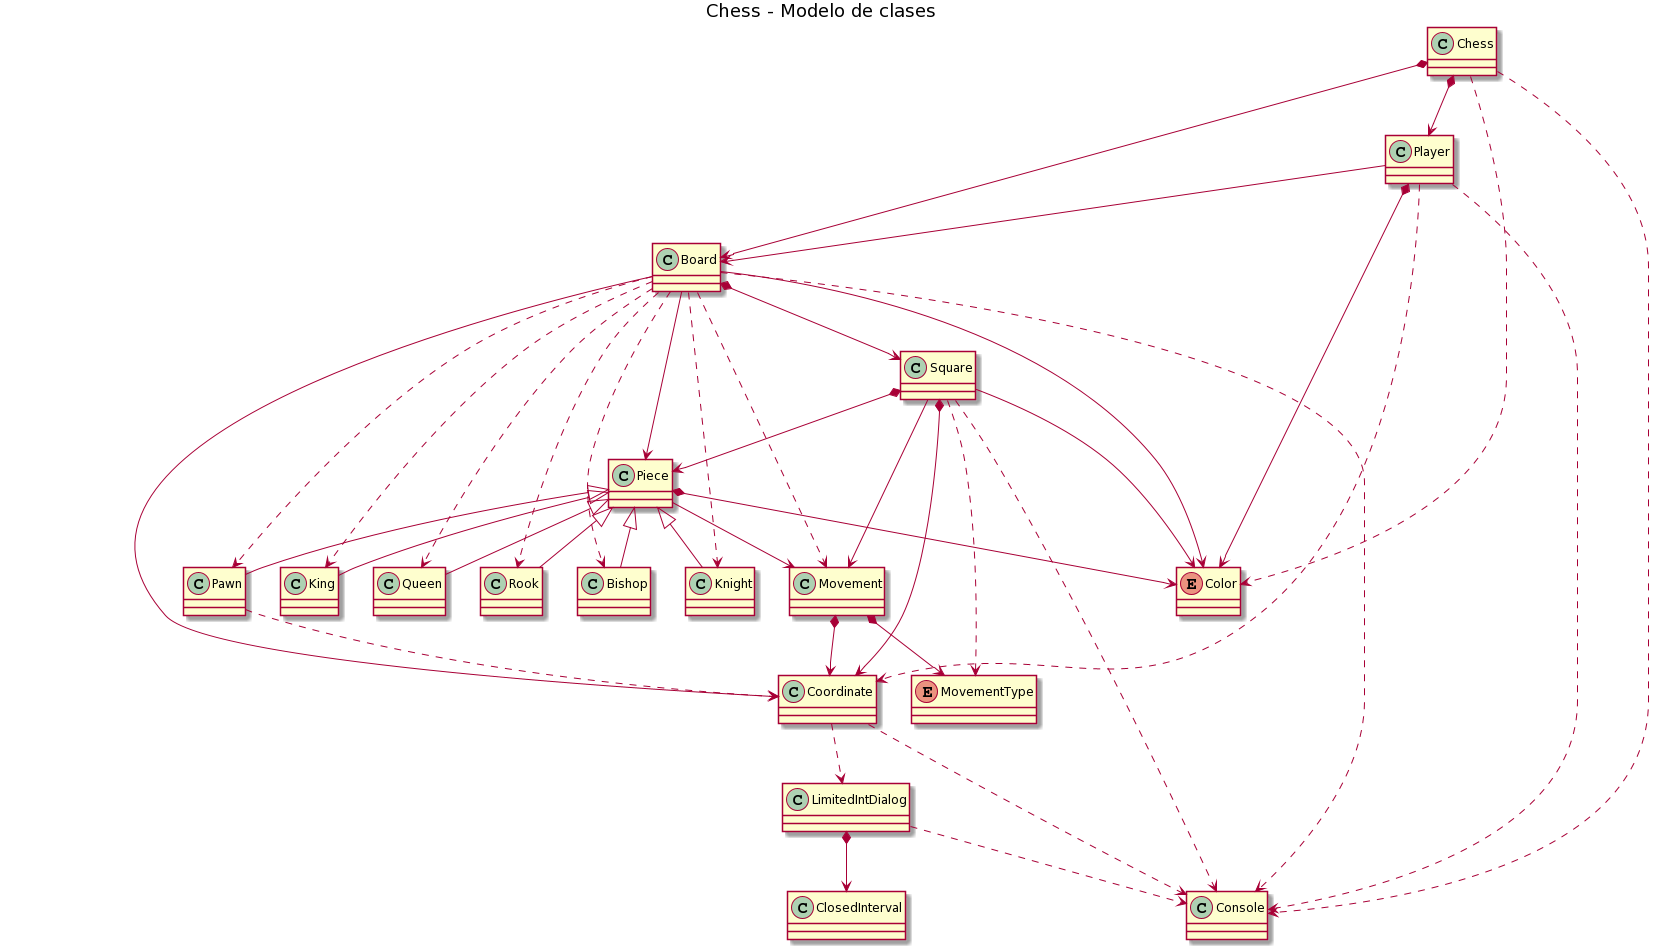 Chess - Modelo de clases
C Chess
C Player
C Board
C Square
C Piece
C Pawn
C King
C Queen
C Rook
C Bishop
C Knight
C Movement
E Color
C Coordinate
E MovementType
C LimitedIntDialog
C ClosedInterval
C Console